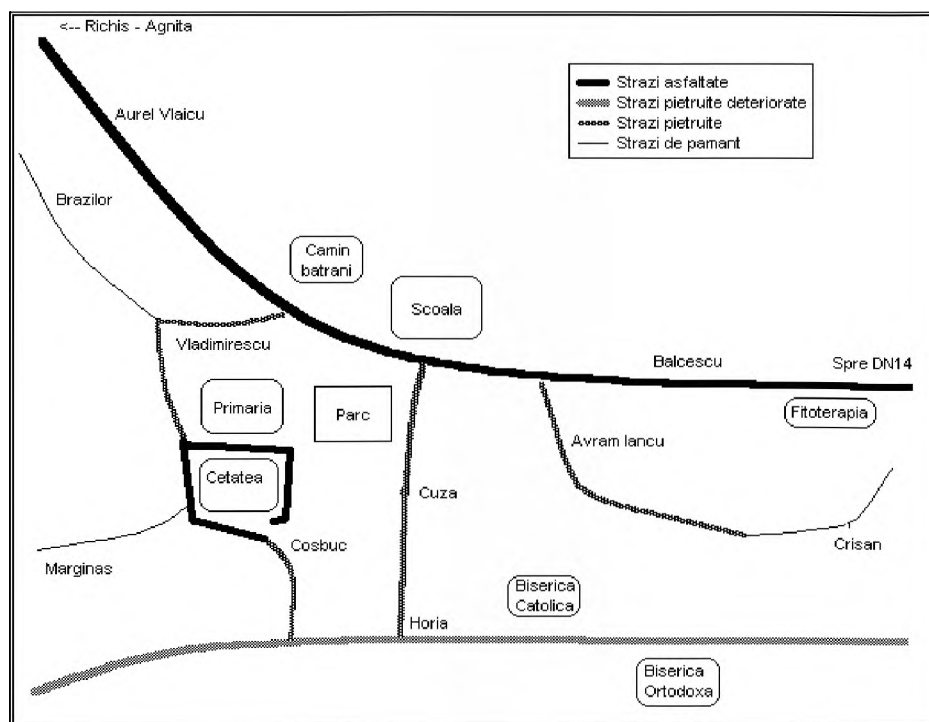 <-- Richis - Agnita
Strazi asfaltate
Strazi pietruite deteriorate
Strazi pietruite
Strazi de pamant
Aurel Vlaicu
Brazilor
Camin
batrani
Scoala
Vladimirescu
Balcescu
Spre DN14
Primaria
Parc
Fitoterapia
Avram Iancu
Cetatea
Cuza
Cosbuc
Crisan
Marginas
Biserica
Catolica
Horia
Biserica
Ortodoxa